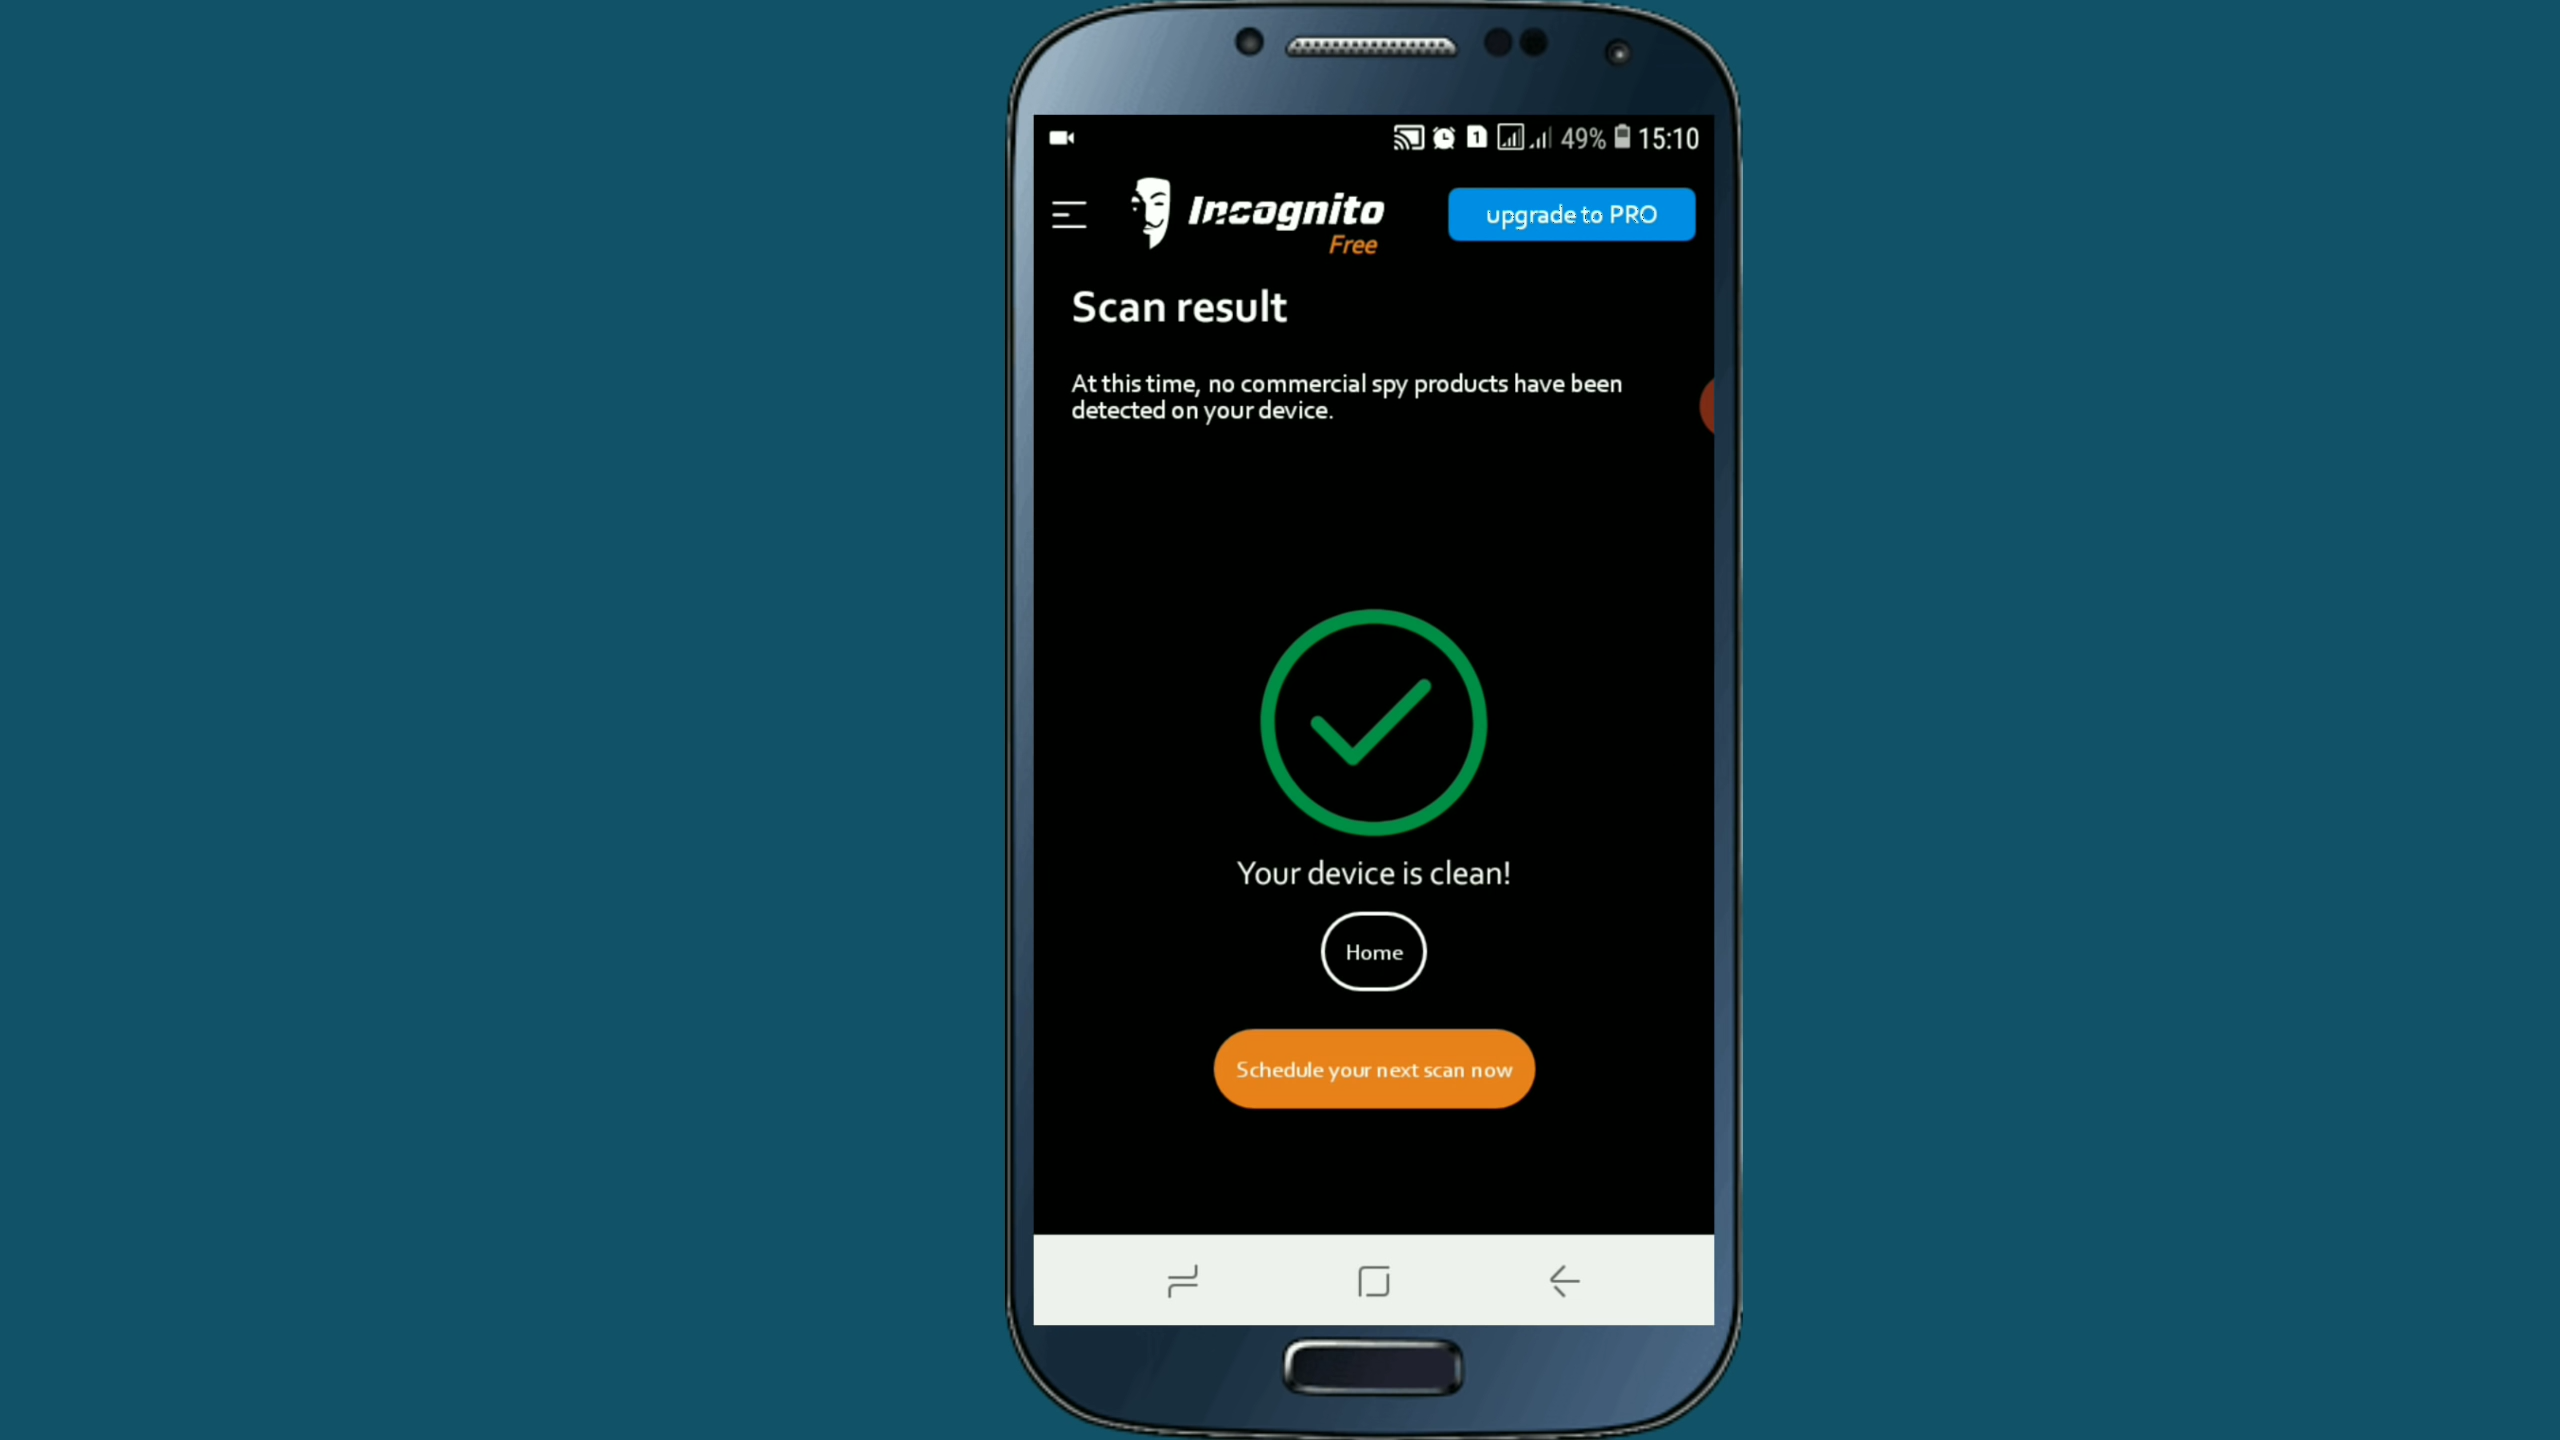 1 49% 15:10
Incognito
Free
upgrade to PRO
Scan result
At this time, no commercial spy products have been
detected on your device.
Your device is clean!
Home
Schedule your next scan now